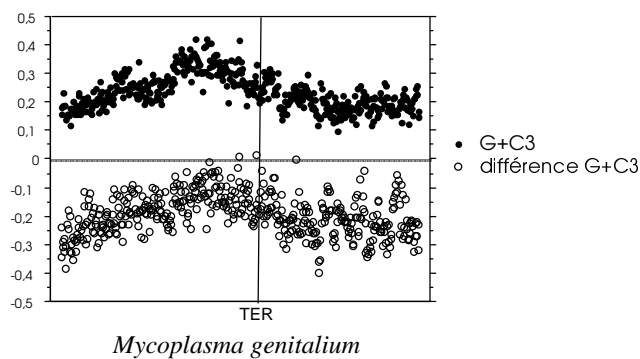 0,5
0,4
0,3
0,2
0,1
0
-0,1
-0,2
-0,3
-0,4
-0,5
TER
G+C3
différence G+C3
Mycoplasma genitalium